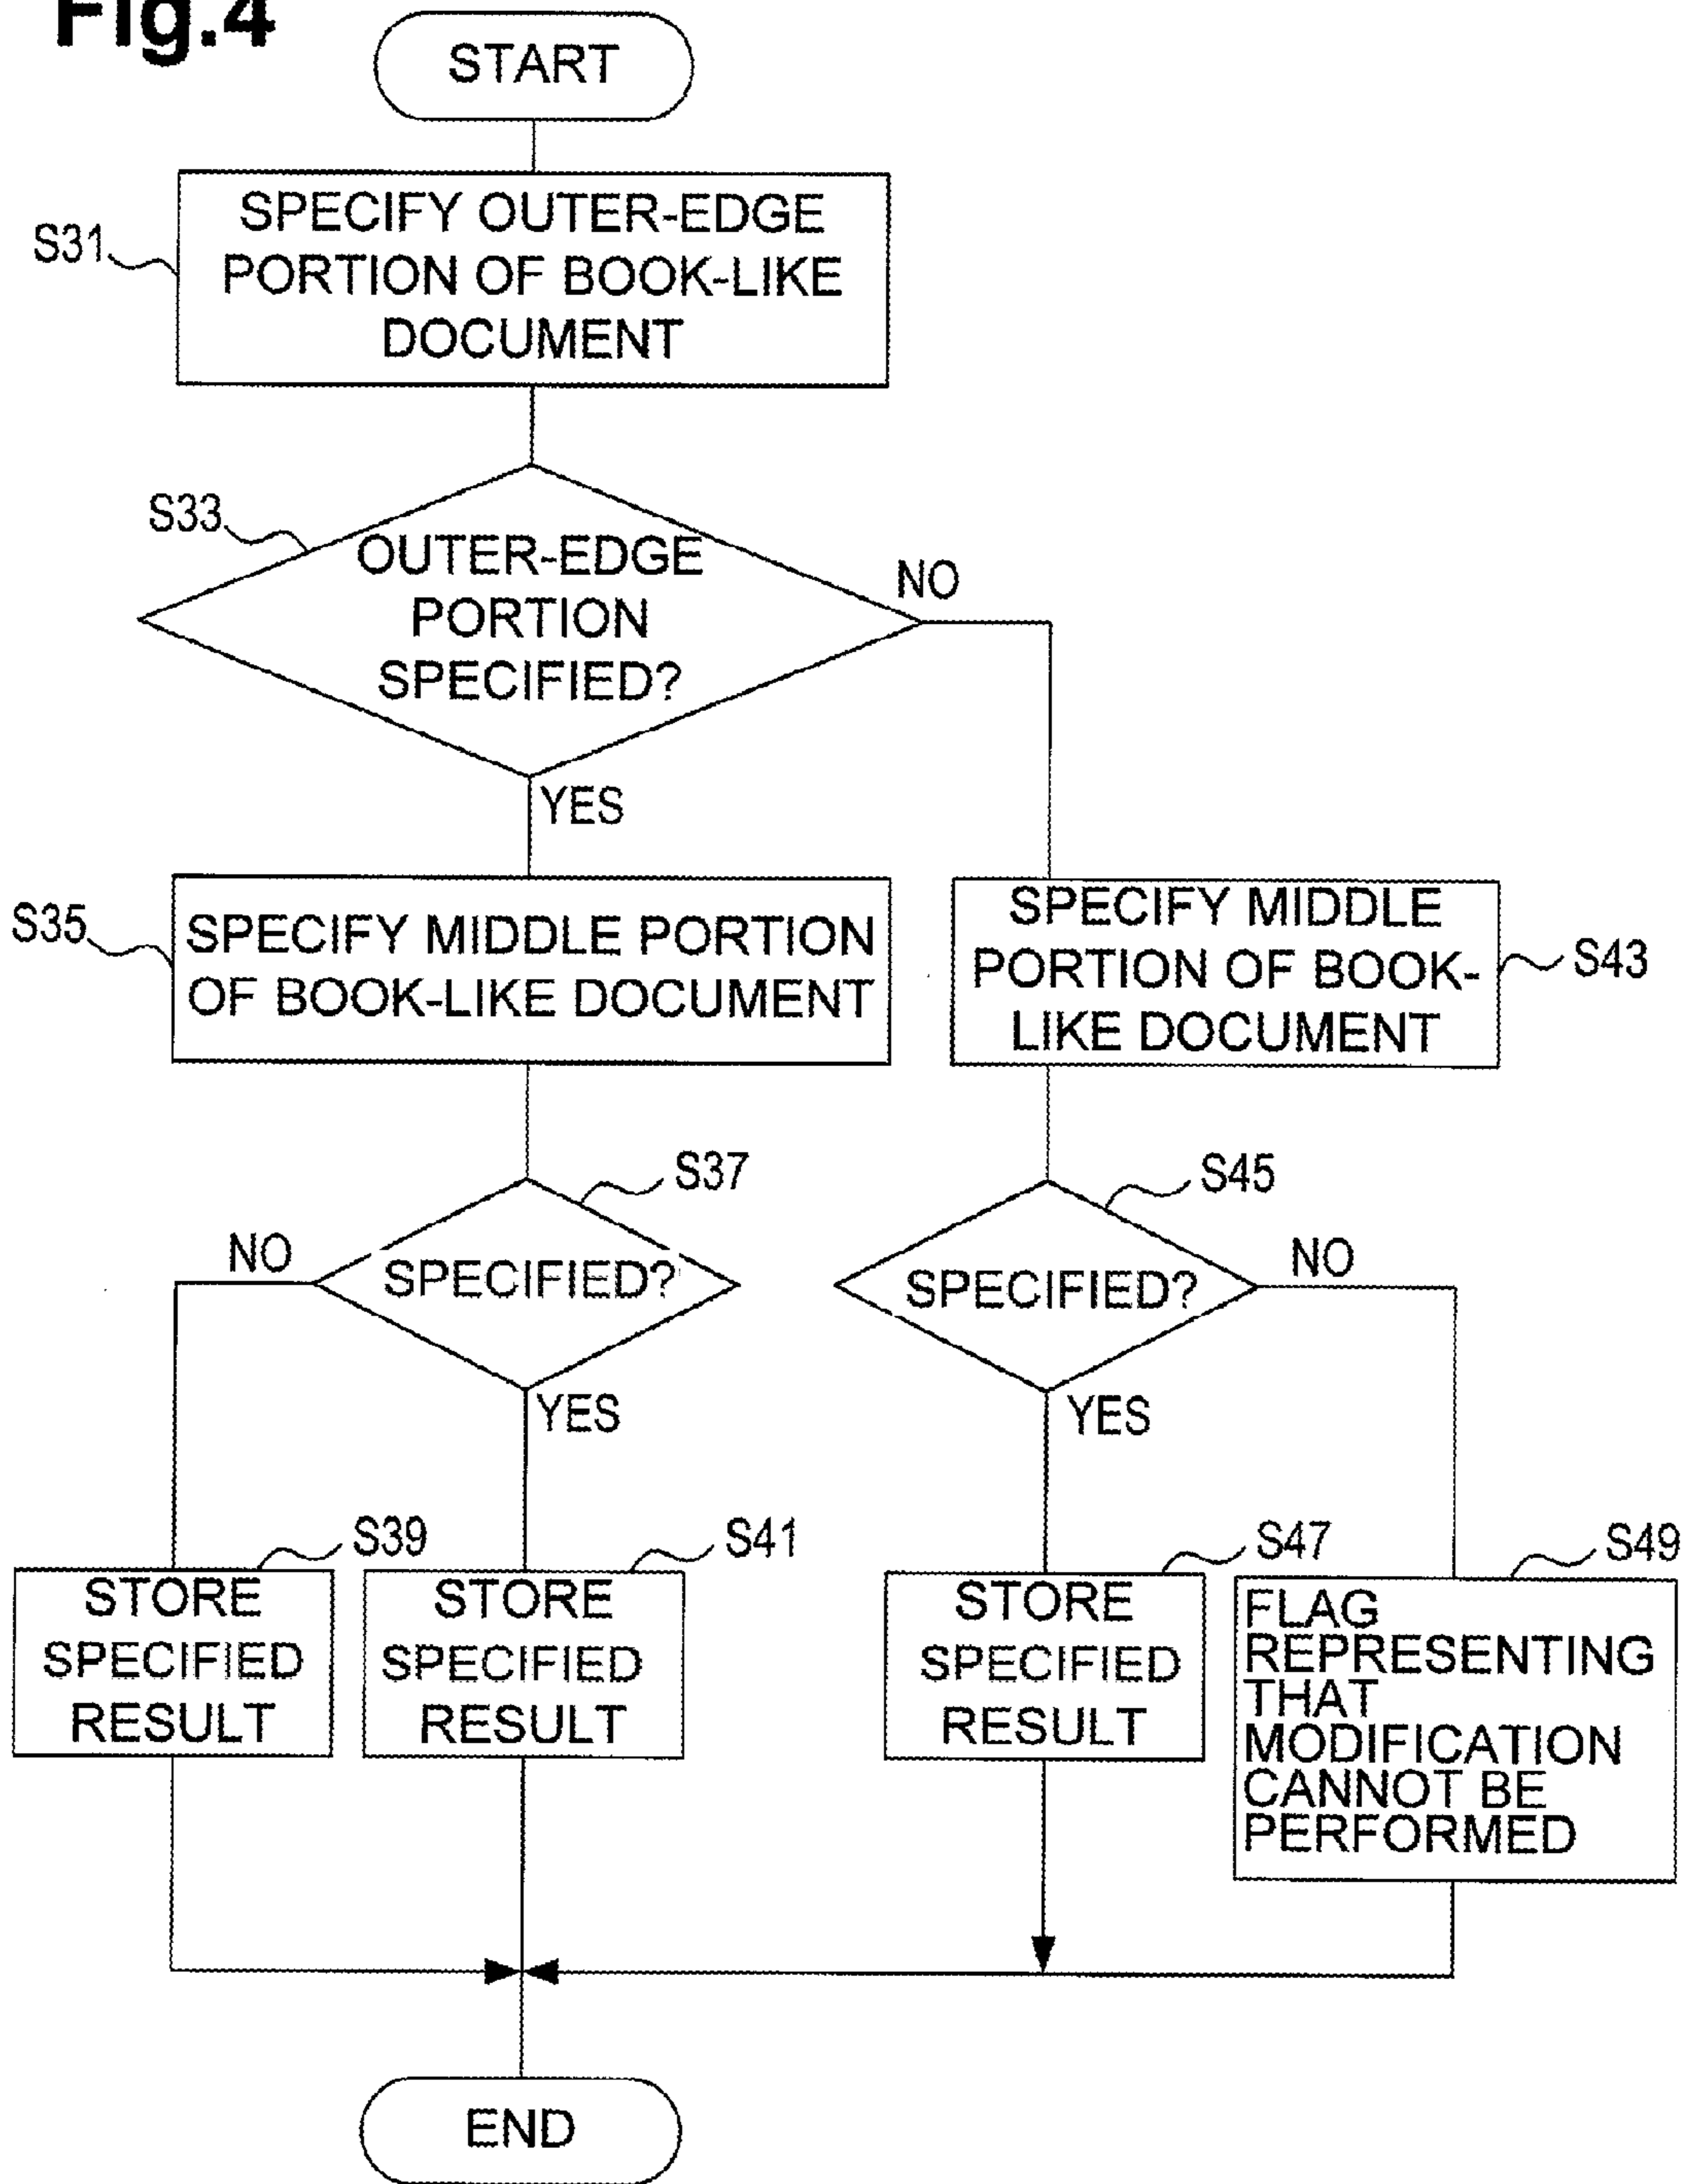 Fig.4
START
S31
SPECIFY OUTER-EDGE
PORTION OF BOOK-LIKE
DOCUMENT
S33
OUTER-EDGE
PORTION
SPECIFIED?
NO
YES
S35
SPECIFY MIDDLE PORTION
OF BOOK-LIKE DOCUMENT
SPECIFY MIDDLE
PORTION OF BOOK-
LIKE DOCUMENT
S43
S37
NO
SPECIFIED?
YES
S45
SPECIFIED?
NO
YES
S39
STORE
SPECIFIED
RESULT
S41
STORE
SPECIFIED
RESULT
S47
STORE
SPECIFIED
RESULT
S49
FLAG
REPRESENTING
THAT
MODIFICATION
CANNOT BE
PERFORMED
END